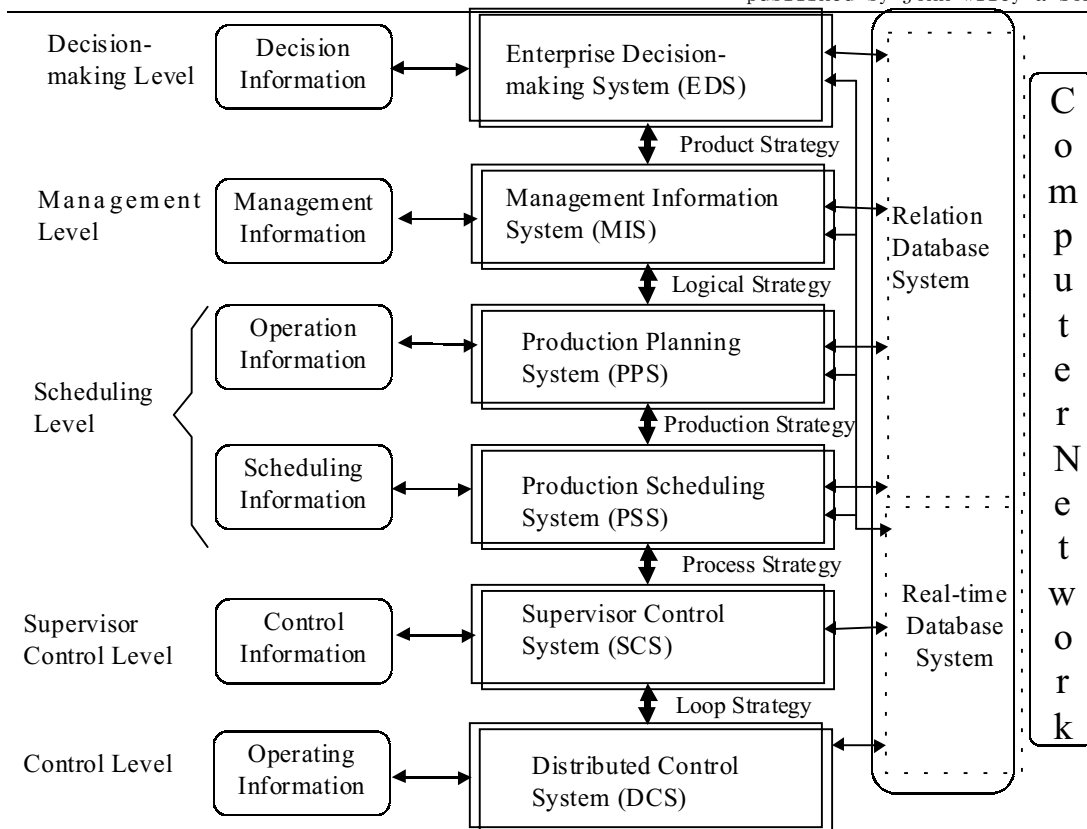 Decision-
making Level
Decision
Information
Enterprise Decision-
making System (EDS)
Product Strategy
Management
Level
Management
Information
Management Information
System (MIS)
Logical Strategy
Scheduling
Level
Operation
Information
Production Planning
System (PPS)
Production Strategy
Scheduling
Information
Production Scheduling
System (PSS)
Process Strategy
Supervisor
Control Level
Control
Information
Supervisor Control
System (SCS)
Loop Strategy
Control Level
Operating
Information
Distributed Control
System (DCS)
Relation
Database
System
Real-time
Database
System
C
o
m
p
u
t
e
r
N
e
t
w
o
r
k